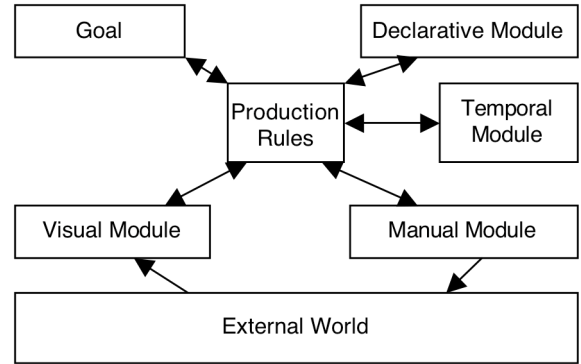 Goal
Declarative Module
Production
Rules
Temporal
Module
Visual Module
Manual Module
External World